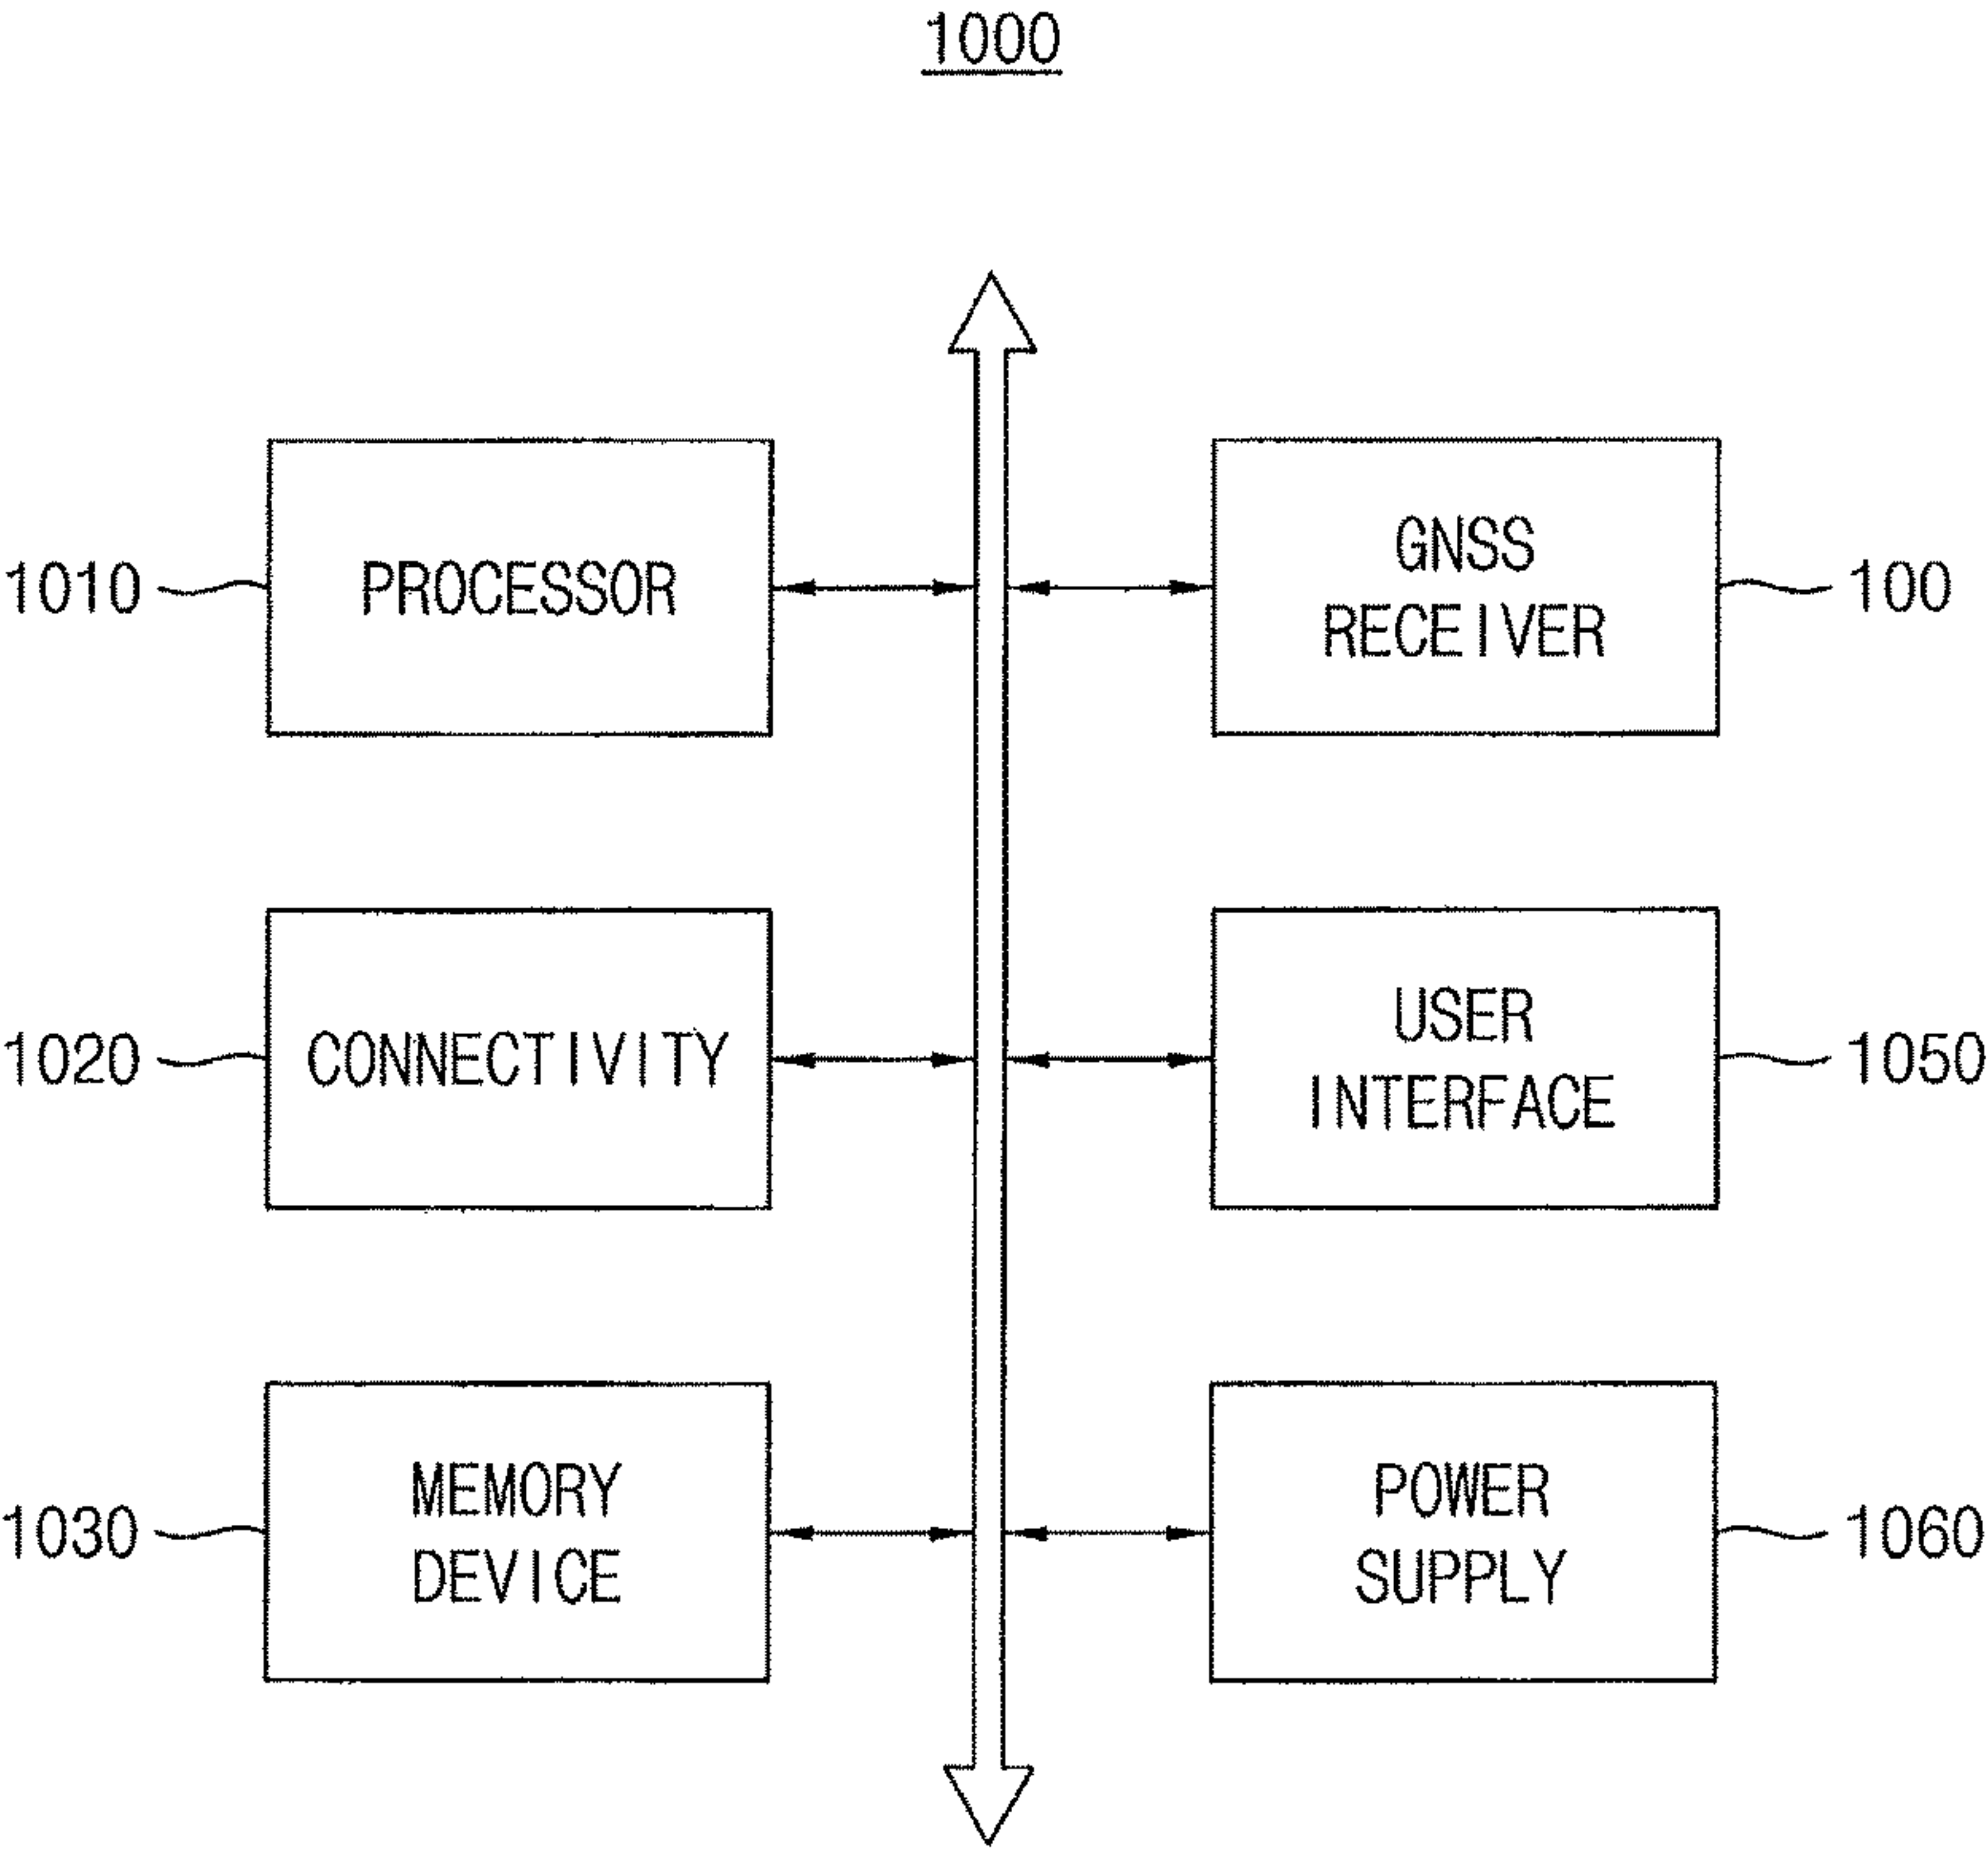 1000
1010
PROCESSOR
GNSS
RECEIVER
100
1020
CONNECTIVITY
USER
INTERFACE
1050
1030
MEMORY
DEVICE
POWER
SUPPLY
1060